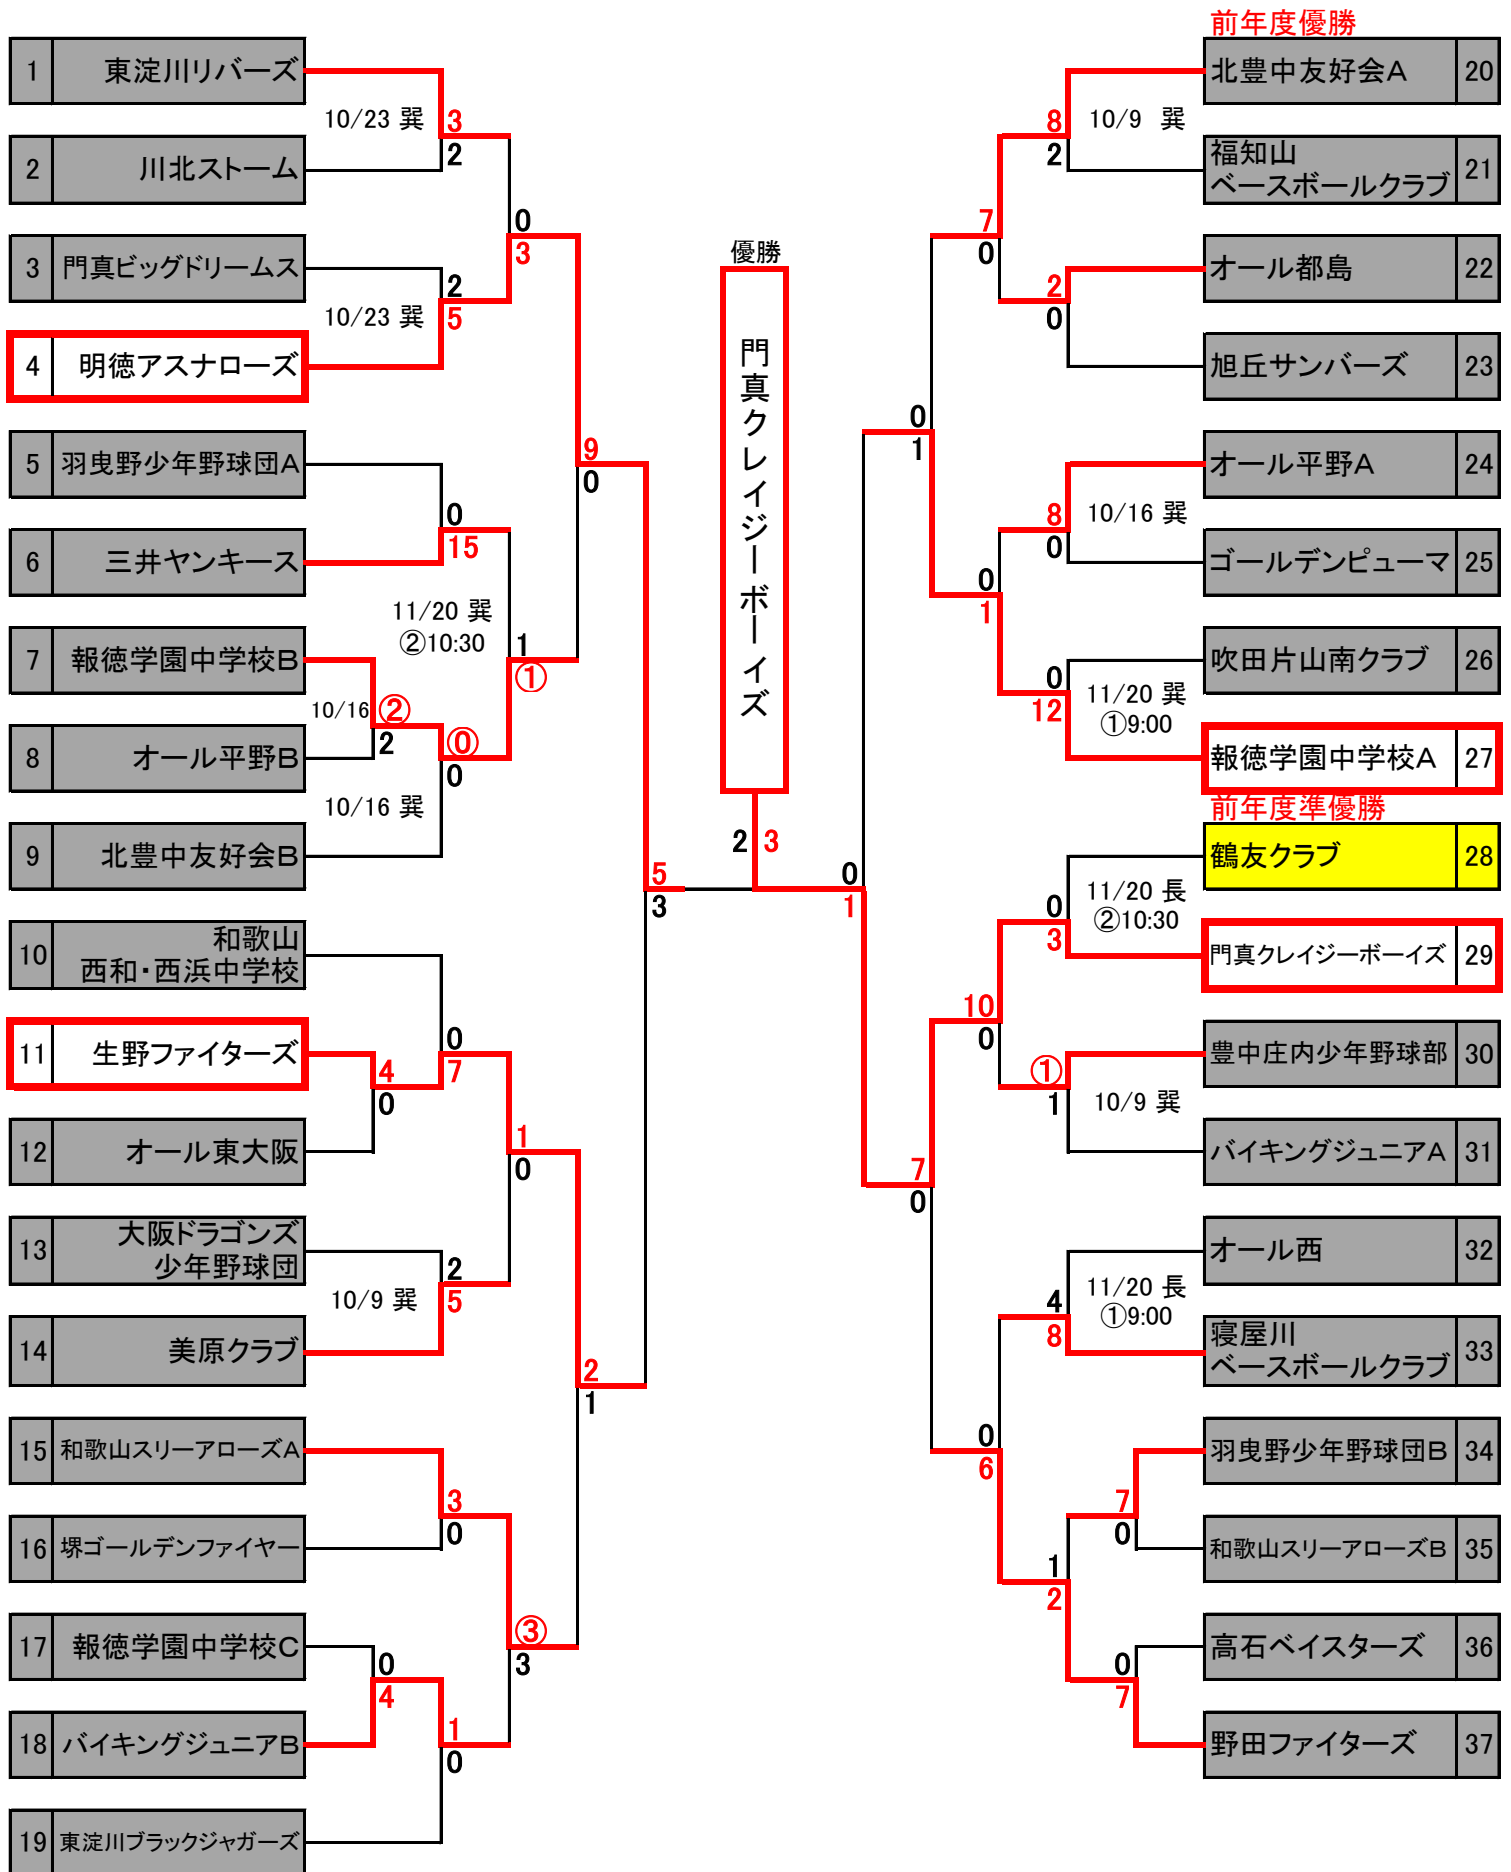 1 東淀川リバーズ
10/23 巽
3
2
2 川北ストーム
0
3
3 門真ビッグドリームス
2
10/23 巽
5
4 明徳アスナローズ
9
0
5 羽曳野少年野球団A
0
15
6 三井ヤンキース
11/20 巽
②10:30
1
①
7 報徳学園中学校B
10/16
②
2
⓪
0
8 オール平野B
10/16 巽
9 北豊中友好会B
5
3
10 和歌山
西和・西浜中学校
0
7
11 生野ファイターズ
4
0
12 オール東大阪
1
0
13 大阪ドラゴンズ
少年野球団
2
10/9 巽
5
14 美原クラブ
2
1
15 和歌山スリーアローズA
3
0
16 堺ゴールデンファイヤー
③
3
17 報徳学園中学校C
0
4
18 バイキングジュニアB
1
0
19 東淀川ブラックジャガーズ
優勝
門真クレイジーボーイズ
2 3
前年度優勝
北豊中友好会A 20
8
10/9 巽
2
福知山
ベースボールクラブ 21
7
0
オール都島 22
2
0
旭丘サンバーズ 23
0
1
オール平野A 24
8
10/16 巽
0
ゴールデンピューマ 25
0
1
吹田片山南クラブ 26
0
11/20 巽
12
①9:00
報徳学園中学校A 27
前年度準優勝
鶴友クラブ 28
0
1
11/20 長
0
②10:30
3
門真クレイジーボーイズ 29
10
0
豊中庄内少年野球部 30
①
10/9 巽
1
バイキングジュニアA 31
7
0
オール西 32
11/20 長
4
①9:00
8
寝屋川
ベースボールクラブ 33
0
6
羽曳野少年野球団B 34
7
0
和歌山スリーアローズB 35
1
2
高石ベイスターズ 36
0
7
野田ファイターズ 37